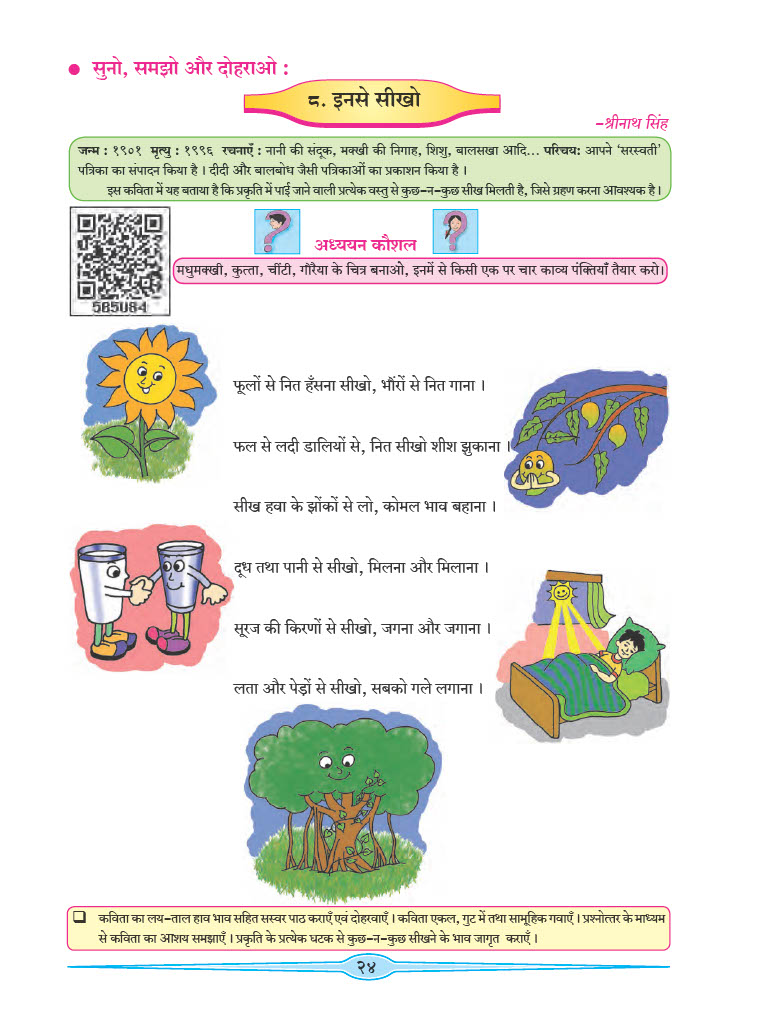 ● सुनो, समझो और दोहराओ :
८. इनसे सीखो
–श्रीनाथ सिंह
जन्म : १९०१ मृत्यु : १९९६ रचनाएँ : नानी की संदूक, मक्खी की निगाह, शिशु, बालसखा आदि... परिचय: आपने ‘सरस्वती’
पत्रिका का संपादन किया है । दीदी और बालबोध जैसी पत्रिकाओं का प्रकाशन किया है ।
इस कविता में यह बताया है कि प्रकृति में पाई जाने वाली प्रत्येक वस्तु से कुछ-न-कुछ सीख मिलती है, जिसे ग्रहण करना आवश्यक है ।
अध्ययन कौशल
मधुमक्खी, कुत्ता, चींटी, गौरैया के चित्र बनाओ, इनमें से किसी एक पर चार काव्य पंक्तियाँ तैयार करो।
5B5U84
फूलों से नित हँसना सीखो, भौंरों से नित गाना ।
फल से लदी डालियों से, नित सीखो शीश झुकाना ।
सीख हवा के झोंकों से लो, कोमल भाव बहाना ।
दूध तथा पानी से सीखो, मिलना और मिलाना ।
सूरज की किरणों से सीखो, जगना और जगाना ।
लता और पेड़ों से सीखो, सबको गले लगाना ।
❑ कविता का लय-ताल हाव भाव सहित सस्वर पाठ कराएँ एवं दोहरवाएँ । कविता एकल, गुट में तथा सामूहिक गवाएँ । प्रश्नोत्तर के माध्यम
से कविता का आशय समझाएँ । प्रकृति के प्रत्येक घटक से कुछ-न-कुछ सीखने के भाव जागृत कराएँ ।
२४